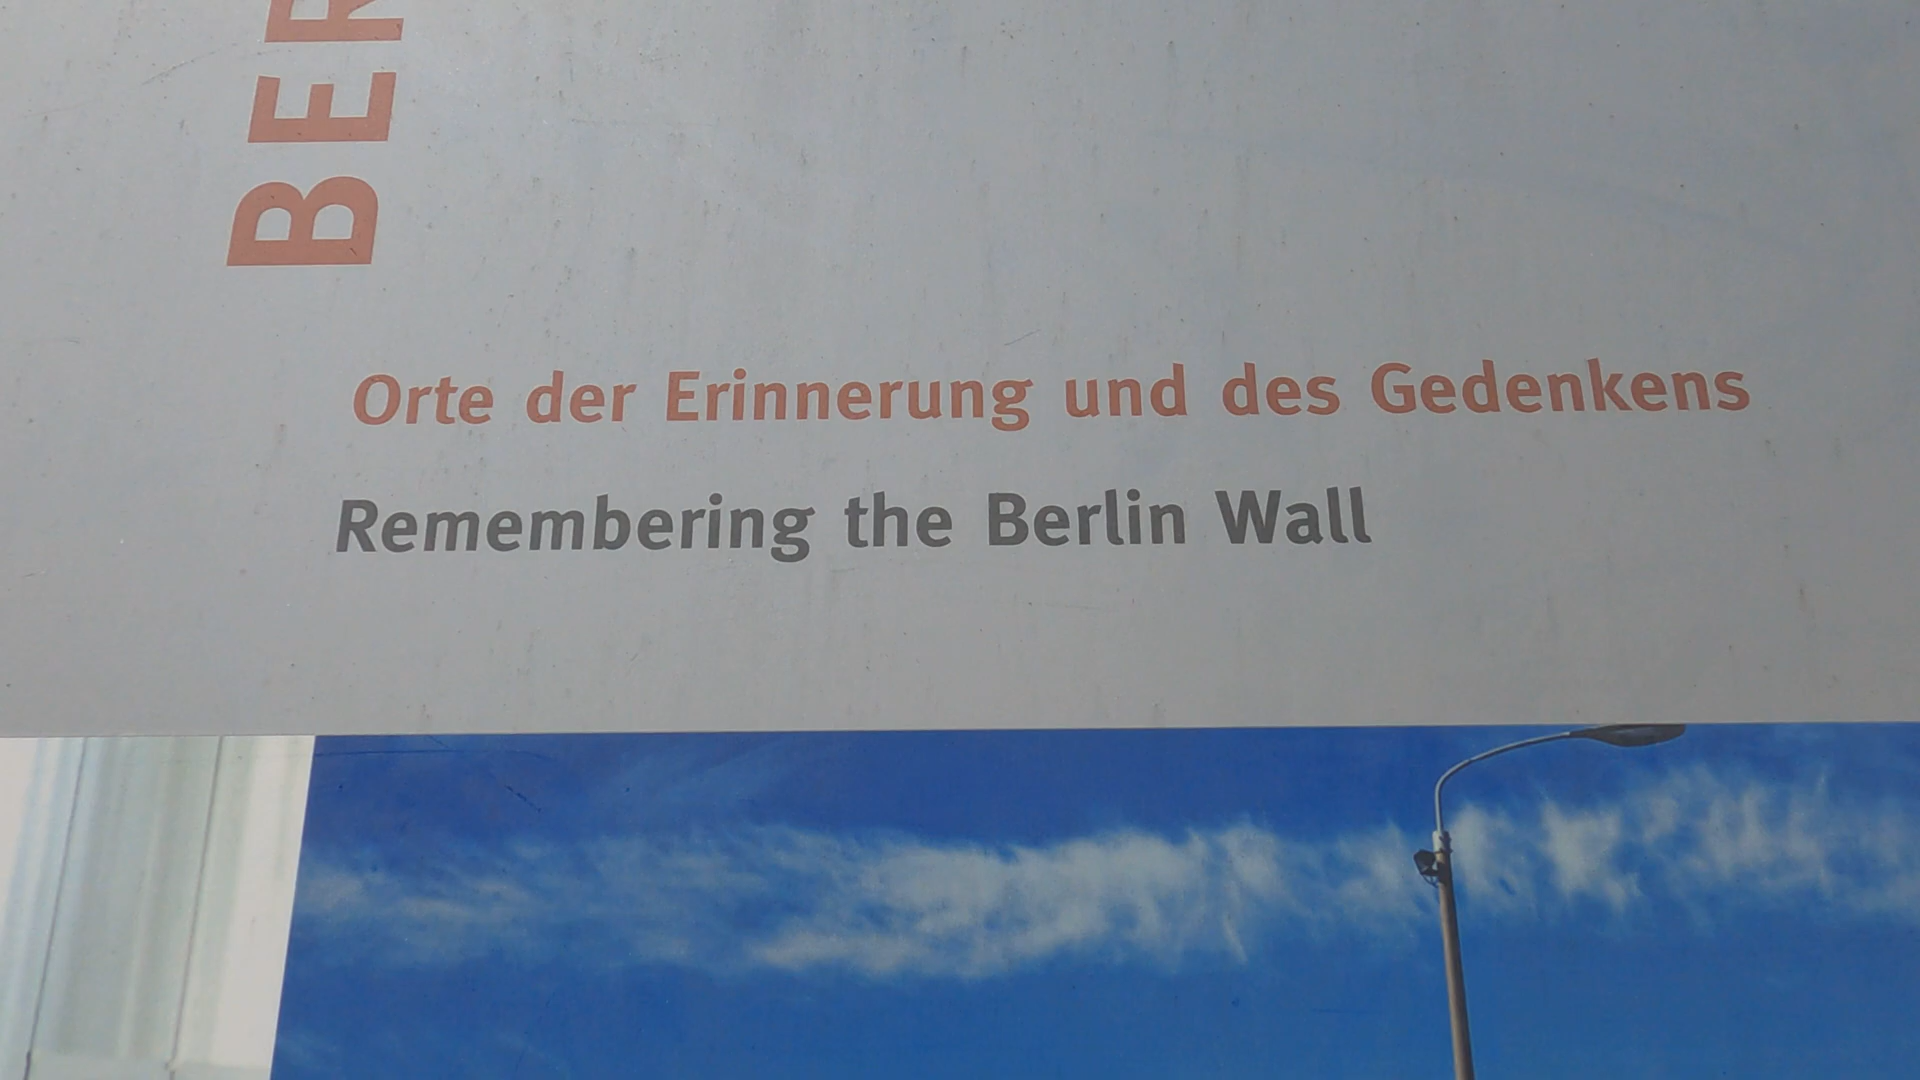 BER
Orte der Erinnerung und des Gedenkens
Remembering the Berlin Wall